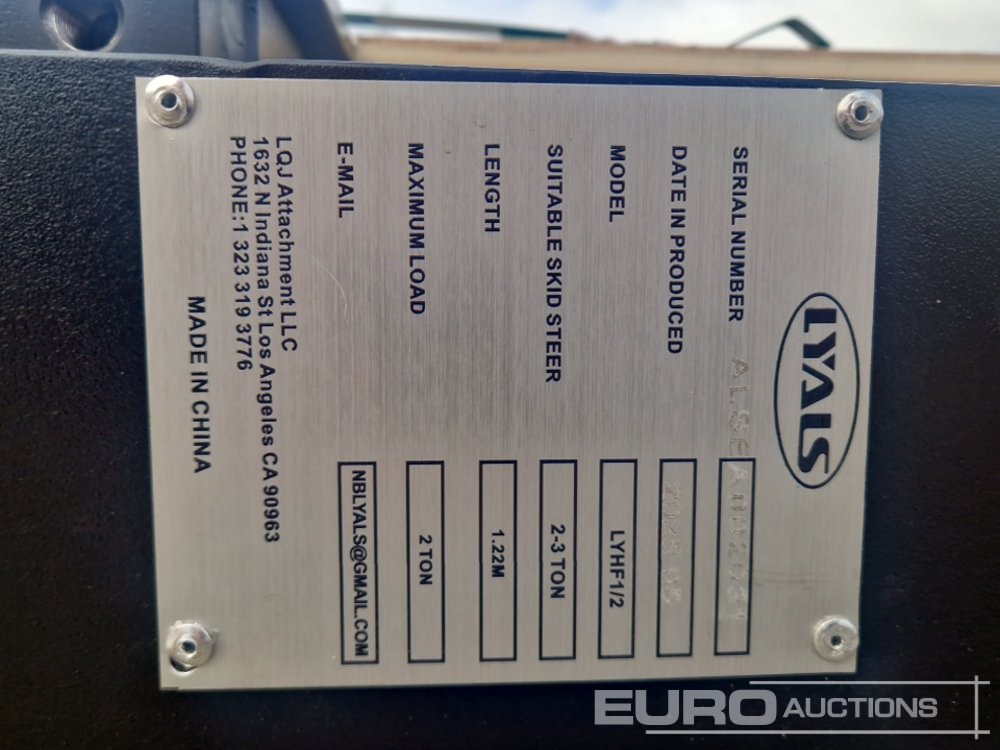 LYALS
SERIAL NUMBER
DATE IN PRODUCED
MODEL LYHF1/2
SUITABLE SKID STEER 2-3 TON
LENGTH 1.22M
MAXIMUM LOAD 2 TON
E-MAIL NBLYALS@GMAIL.COM
LQJ Attachment LLC
1632 N Indiana St Los Angeles CA 90963
PHONE:1 323 319 3776
MADE IN CHINA
EURO AUCTIONS